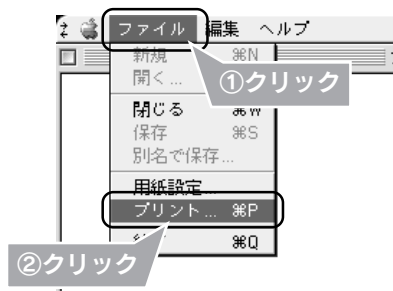 ファイル 編集 ヘルプ
新規 ⌘N
開く...
①クリック
閉じる ⌘W
保存 ⌘S
別名で保存...
用紙設定...
プリント... ⌘P
⌘Q
②クリック